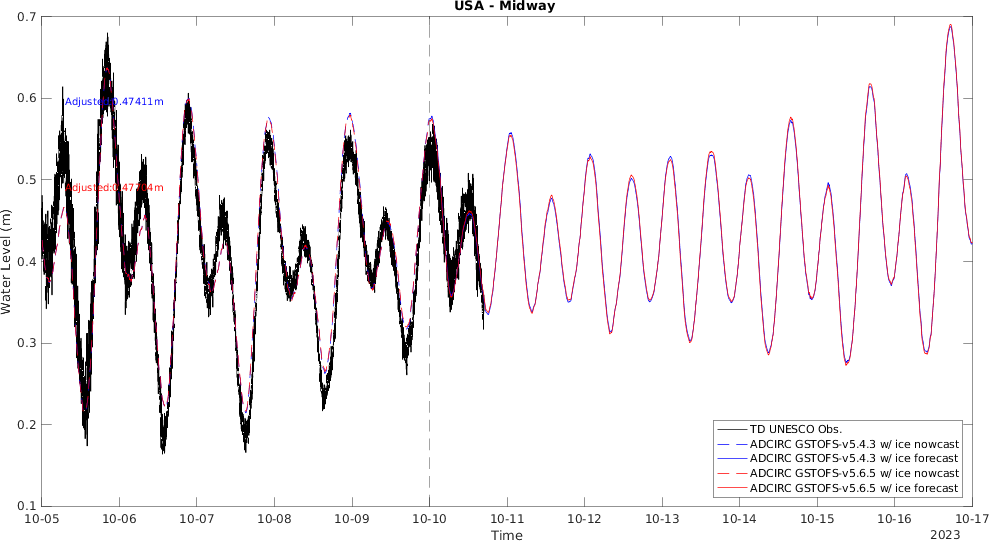 USA - Midway
0.7
0.6
0.5
0.4
0.3
0.2
0.1
Water Level (m)
Adjusted:0.47411m
Adjusted:0.47704m
TD UNESCO Obs.
ADCIRC GSTOFS-v5.4.3 w/ ice nowcast
ADCIRC GSTOFS-v5.4.3 w/ ice forecast
ADCIRC GSTOFS-v5.6.5 w/ ice nowcast
ADCIRC GSTOFS-v5.6.5 w/ ice forecast
10-05 10-06 10-07 10-08 10-09 10-10 10-11 10-12 10-13 10-14 10-15 10-16 10-17
Time
2023